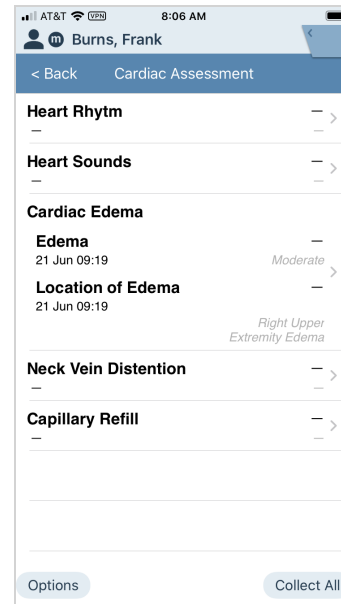 AT&T VPN 8:06 AM
m Burns, Frank
<
< Back Cardiac Assessment
Heart Rhytm —
— —
Heart Sounds —
— —
Cardiac Edema
Edema —
21 Jun 09:19 Moderate
Location of Edema —
21 Jun 09:19
Right Upper
Extremity Edema
Neck Vein Distention —
— —
Capillary Refill —
— —
Options Collect All